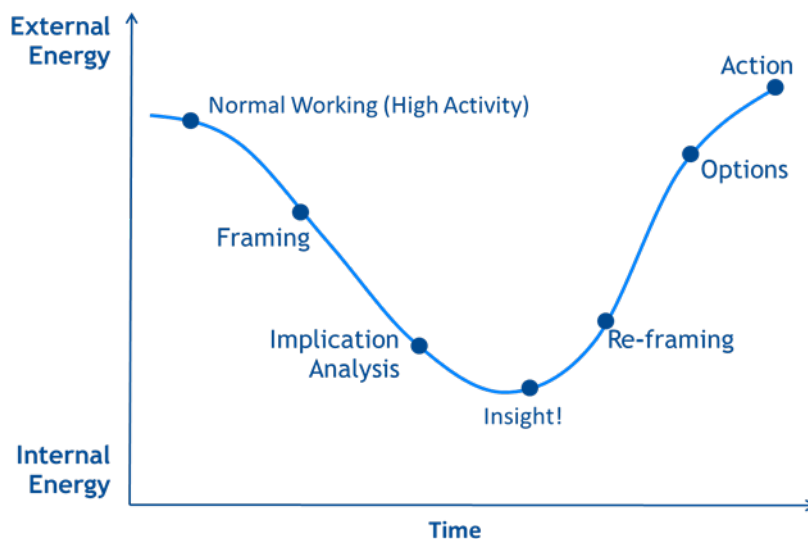 External
Energy
Action
Normal Working (High Activity)
Options
Framing
Implication
Analysis
Re-framing
Insight!
Internal
Energy
Time